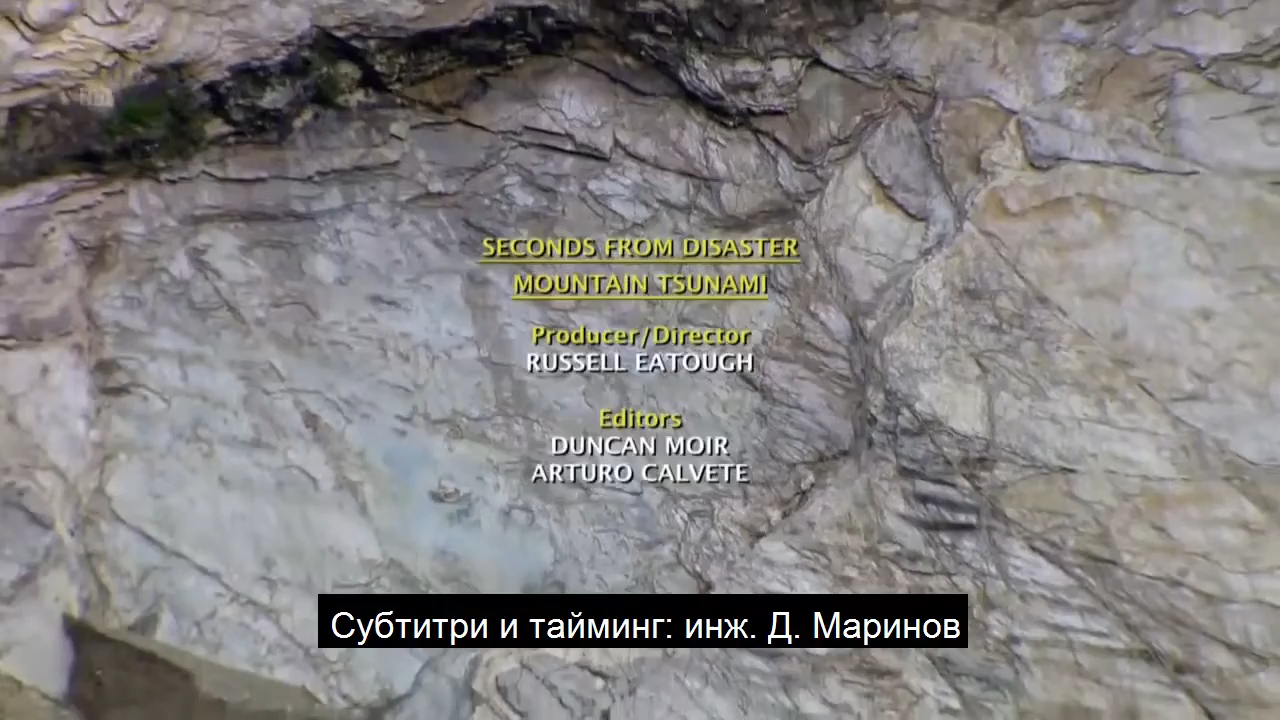 SECONDS FROM DISASTER
MOUNTAIN TSUNAMI
Producer/Director
RUSSELL EATOUGH
Editors
DUNCAN MOIR
ARTURO CALVETE
Субтитри и тайминг: инж. Д. Маринов